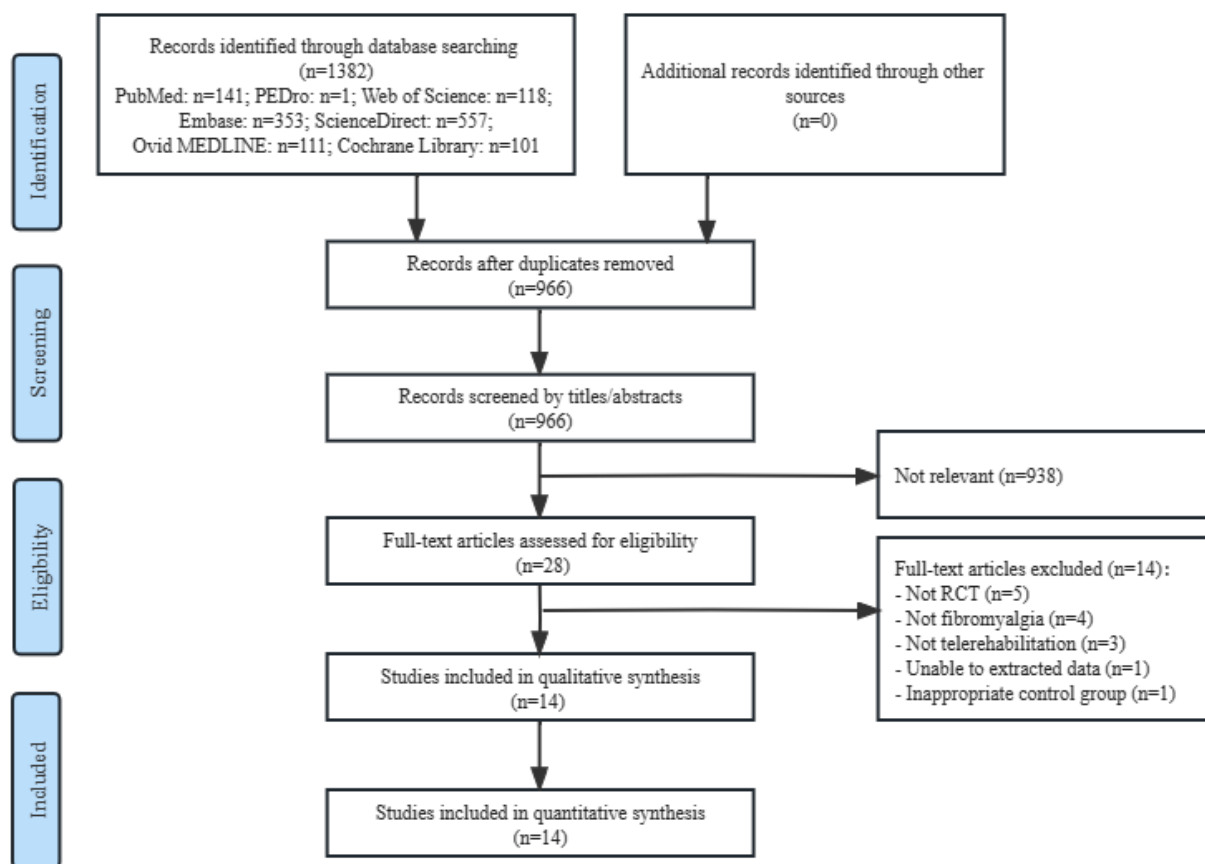 Identification
Records identified through database searching
(n=1382)
PubMed: n=141; PEDro: n=1; Web of Science: n=118;
Embase: n=353; ScienceDirect: n=557;
Ovid MEDLINE: n=111; Cochrane Library: n=101
Additional records identified through other
sources
(n=0)
Records after duplicates removed
(n=966)
Screening
Records screened by titles/abstracts
(n=966)
Not relevant (n=938)
Eligibility
Full-text articles assessed for eligibility
(n=28)
Full-text articles excluded (n=14):
- Not RCT (n=5)
- Not fibromyalgia (n=4)
- Not telerehabilitation (n=3)
- Unable to extracted data (n=1)
- Inappropriate control group (n=1)
Studies included in qualitative synthesis
(n=14)
Included
Studies included in quantitative synthesis
(n=14)